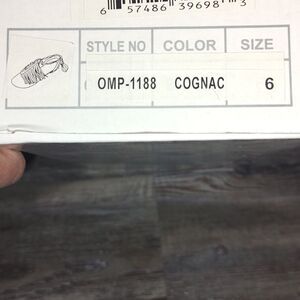 6 57486 39698 3
STYLE NO COLOR SIZE
OMP-1188 COGNAC 6